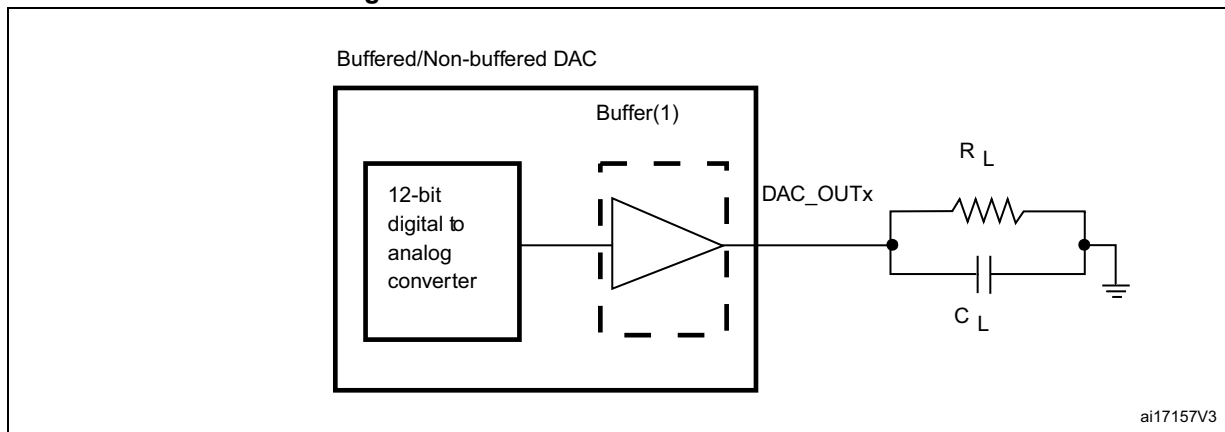 Buffered/Non-buffered DAC
Buffer(1)
12-bit
digital to
analog
converter
DAC_OUTx
R L
C L
ai17157V3